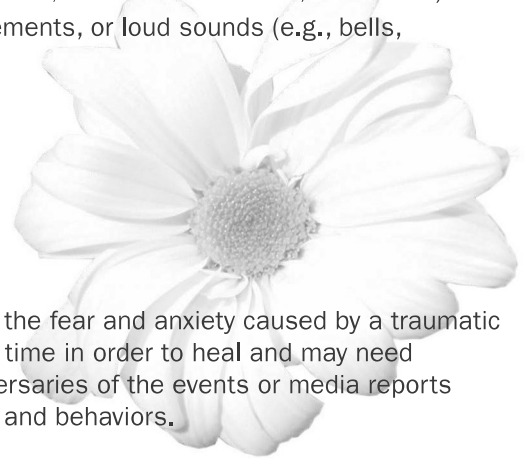 ements, or loud sounds (e.g., bells,
the fear and anxiety caused by a traumatic
time in order to heal and may need
ersaries of the events or media reports
and behaviors.